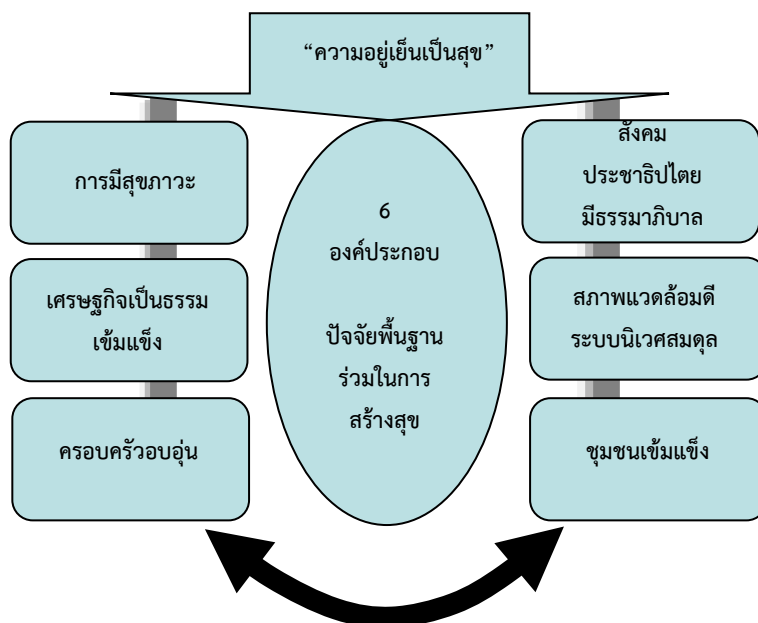 “ความอยู่เย็นเป็นสุข”
การมีสุขภาวะ
เศรษฐกิจเป็นธรรม
เข้มแข็ง
ครอบครัวอบอุ่น
6
องค์ประกอบ
ปัจจัยพื้นฐาน
ร่วมในการ
สร้างสุข
สังคม
ประชาธิปไตย
มีธรรมาภิบาล
สภาพแวดล้อมดี
ระบบนิเวศสมดุล
ชุมชนเข้มแข็ง